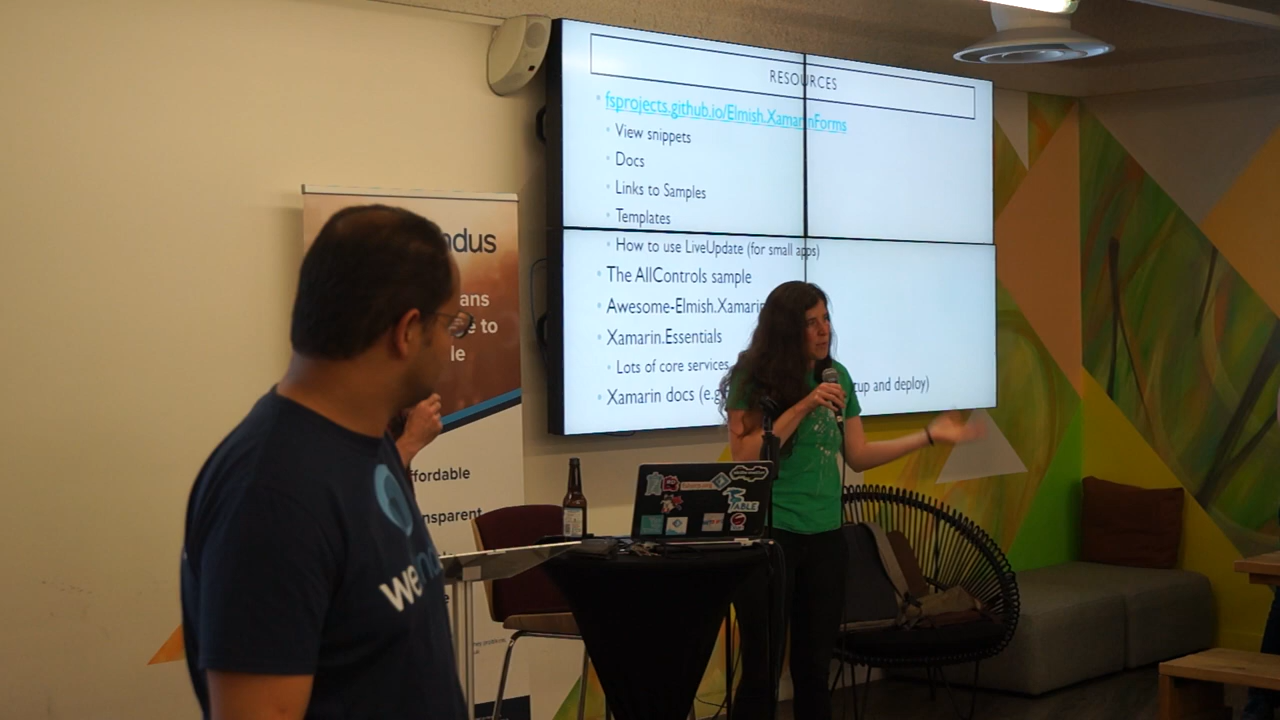 RESOURCES
fsprojects.github.io/Elmish.XamarinForms
View snippets
Docs
Links to Samples
Templates
How to use LiveUpdate (for small apps)
The AllControls sample
Awesome-Elmish.Xamarin
Xamarin.Essentials
Lots of core services
Xamarin docs (e.g
up and deploy)
ndus
ans
to
le
ffordable
nsparent
we
ABLE